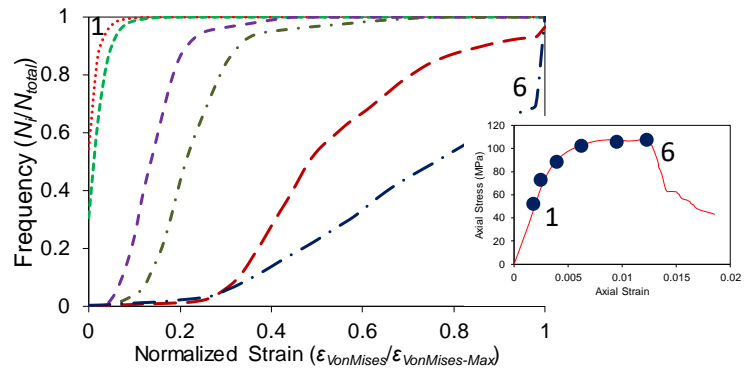 1
0.8
0.6
0.4
0.2
0
Frequency (Ni/Ntotal)
1
6
0 0.2 0.4 0.6 0.8 1
Normalized Strain (εVonMises/εVonMises-Max)
120
100
80
60
40
20
0
Axial Stress (MPa)
1
6
0 0.005 0.01 0.015 0.02
Axial Strain